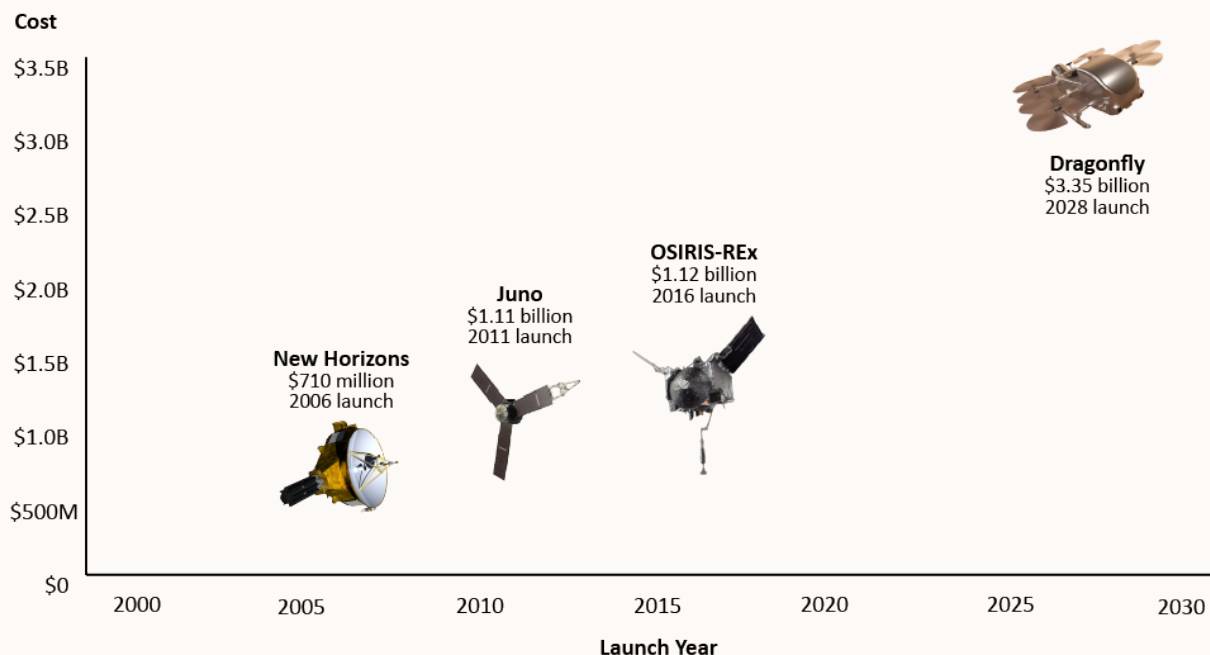 Cost
$3.5B
$3.0B
$2.5B
$2.0B
$1.5B
$1.0B
$500M
$0
Dragonfly
$3.35 billion
2028 launch
OSIRIS-REx
$1.12 billion
2016 launch
Juno
$1.11 billion
2011 launch
New Horizons
$710 million
2006 launch
2000
2005
2010
2015
2020
2025
2030
Launch Year